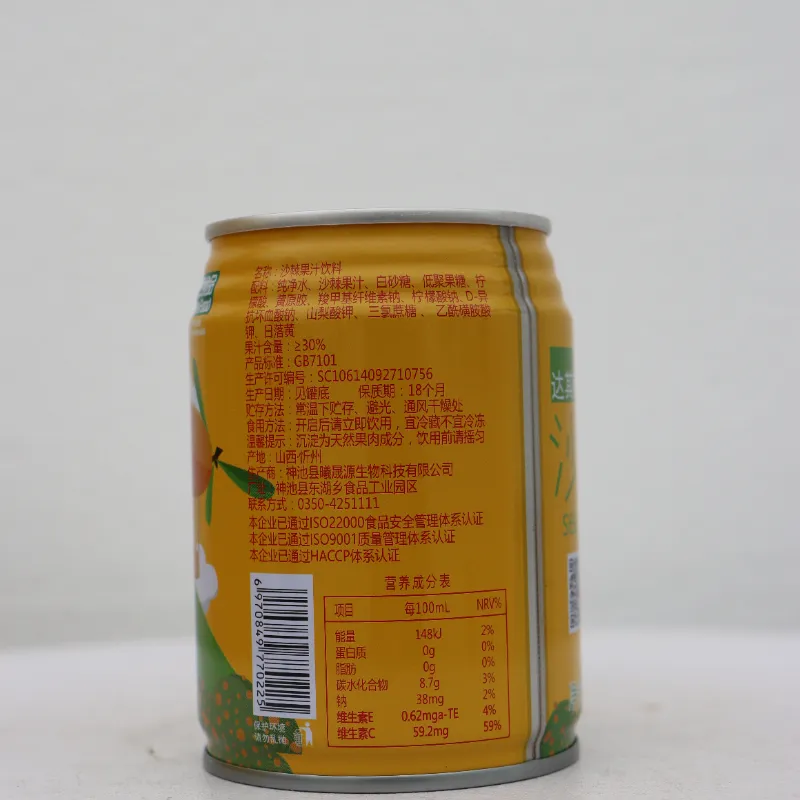 名称：沙棘果汁饮料
配料：纯净水、沙棘果汁、白砂糖、低聚果糖、柠
檬酸、黄原胶、羧甲基纤维素钠、柠檬酸钠、D-异
抗坏血酸钠、山梨酸钾、三氯蔗糖、乙酰磺胺酸
钾、日落黄
果汁含量：≥30%
产品标准：GB7101
生产许可编号：SC10614092710756
生产日期：见罐底 保质期：18个月
贮存方法：常温下贮存、避光、通风干燥处
食用方法：开启后请立即饮用，宜冷藏不宜冷冻
温馨提示：沉淀为天然果肉成分，饮用前请摇匀
产地：山西·忻州
生产商：神池县曦晟源生物科技有限公司
神池县东湖乡食品工业园区
联系方式：0350-4251111
本企业已通过ISO22000食品安全管理体系认证
本企业已通过ISO9001质量管理体系认证
本企业已通过HACCP体系认证
营养成分表
项目 每100mL NRV%
能量 148kJ 2%
蛋白质 0g 0%
脂肪 0g 0%
碳水化合物 8.7g 3%
钠 38mg 2%
维生素E 0.62mga-TE 4%
维生素C 59.2mg 59%
6970849770225
保护环境
请勿乱抛
达
沙
SE